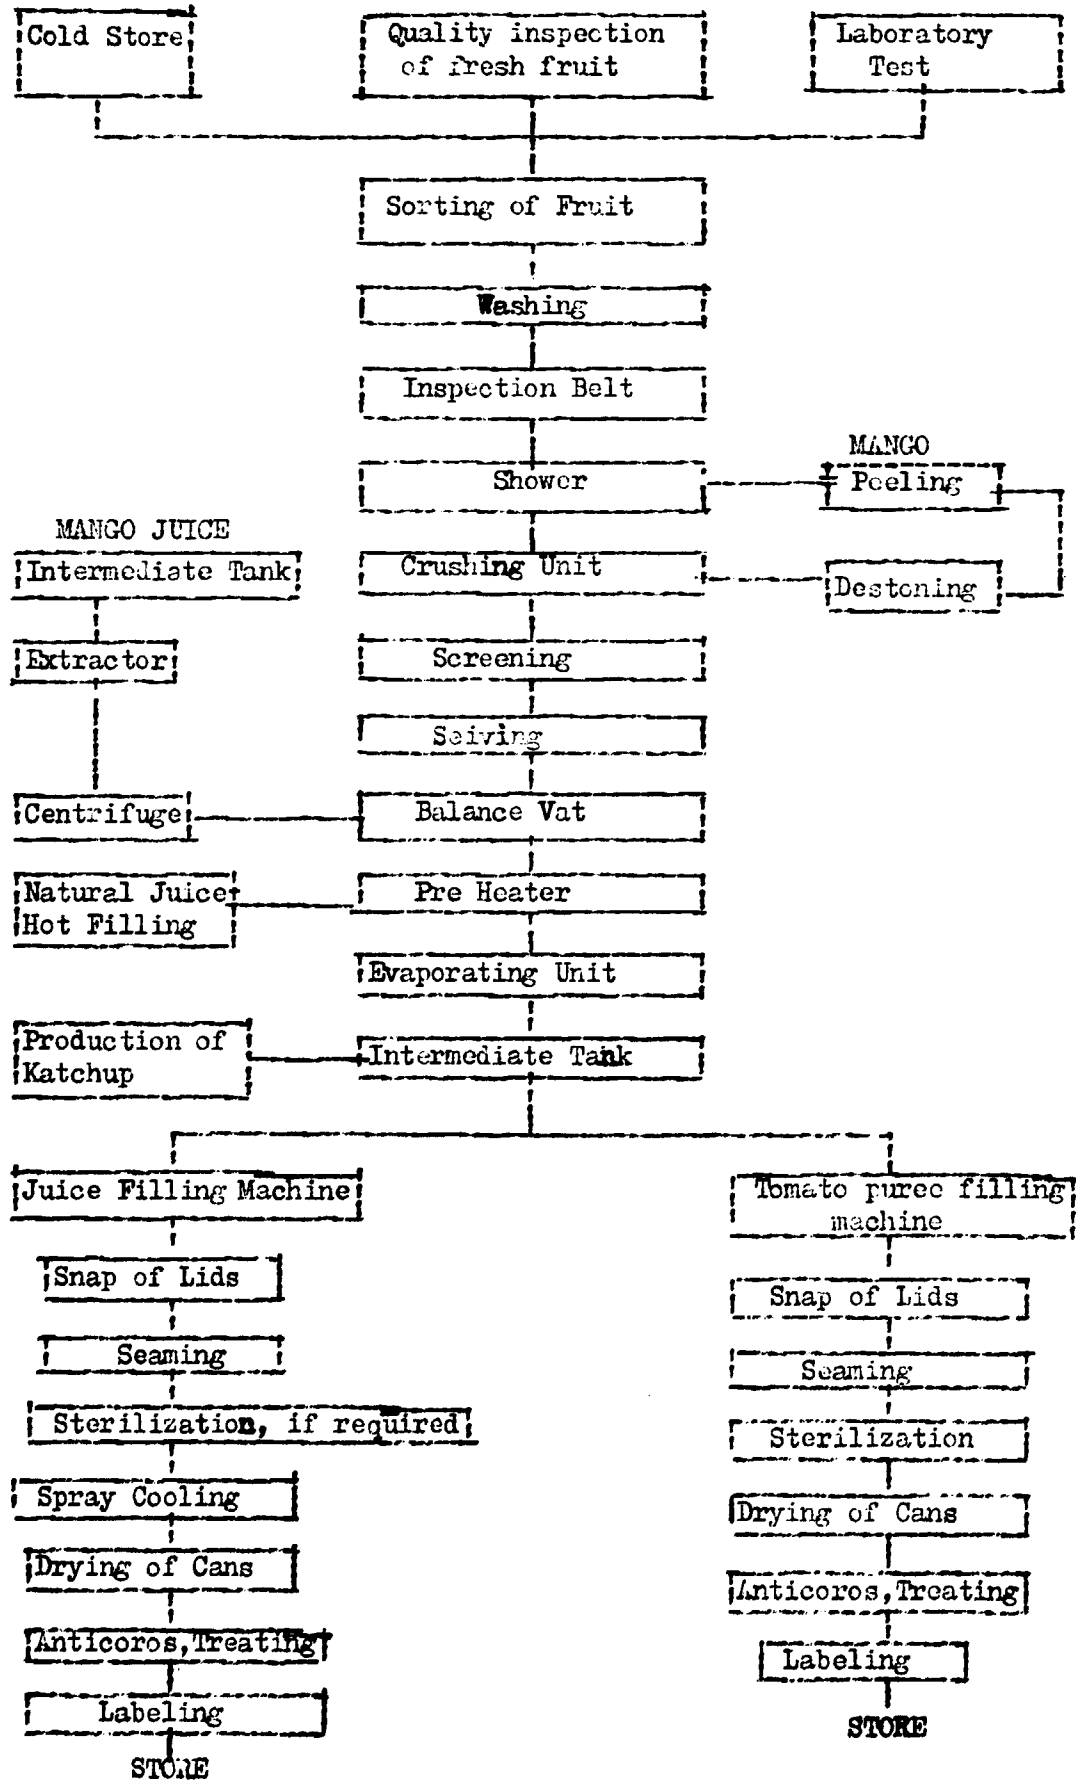 Cold Store
Quality inspection
of fresh fruit
Laboratory
Test
Sorting of Fruit
Washing
Inspection Belt
Shower
MANGO
Peeling
MANGO JUICE
Intermediate Tank
Crushing Unit
Destoning
Extractor
Screening
Seiving
Centrifuge
Balance Vat
Natural Juice
Hot Filling
Pre Heater
Evaporating Unit
Production of
Katchup
Intermediate Tank
Juice Filling Machine
Snap of Lids
Seaming
Sterilization, if required
Spray Cooling
Drying of Cans
Anticoros,Treating
Labeling
STORE
Tomato puree filling
machine
Snap of Lids
Seaming
Sterilization
Drying of Cans
Anticoros,Treating
Labeling
STORE